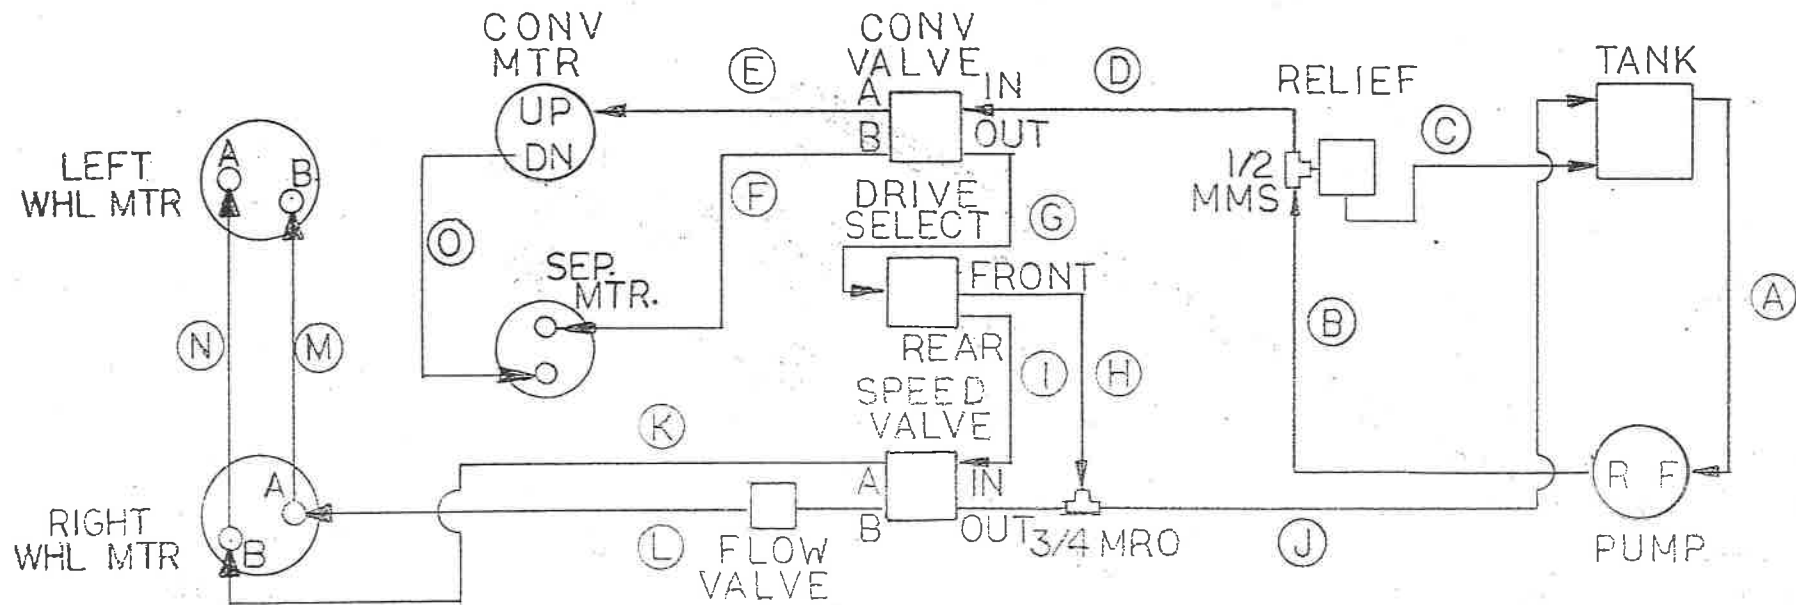 CONV
MTR
UP
DN
E
CONV
VALVE
A
B
IN
OUT
D
RELIEF
1/2
MMS
C
TANK
A
LEFT
WHL MTR
A
B
O
F
DRIVE
SELECT
G
SEP.
MTR.
FRONT
REAR
B
N
M
I
H
SPEED
VALVE
K
A
B
IN
OUT
3/4 MRO
R F
PUMP
RIGHT
WHL MTR
A
B
L
FLOW
VALVE
J